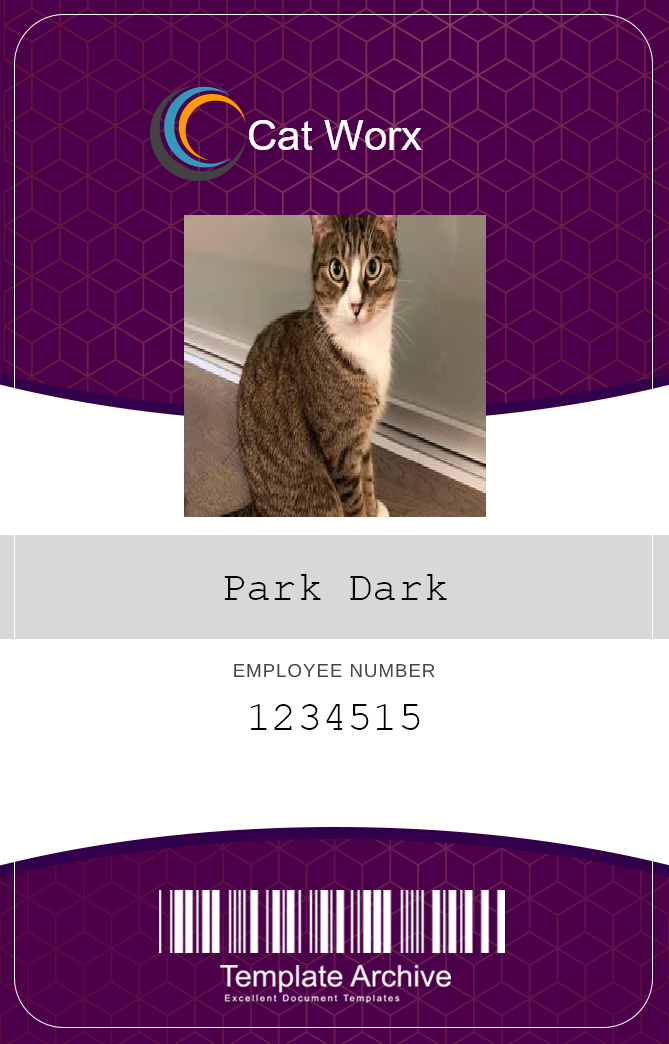 Cat Worx
Park Dark
EMPLOYEE NUMBER
1234515
Template Archive
Excellent Document Templates